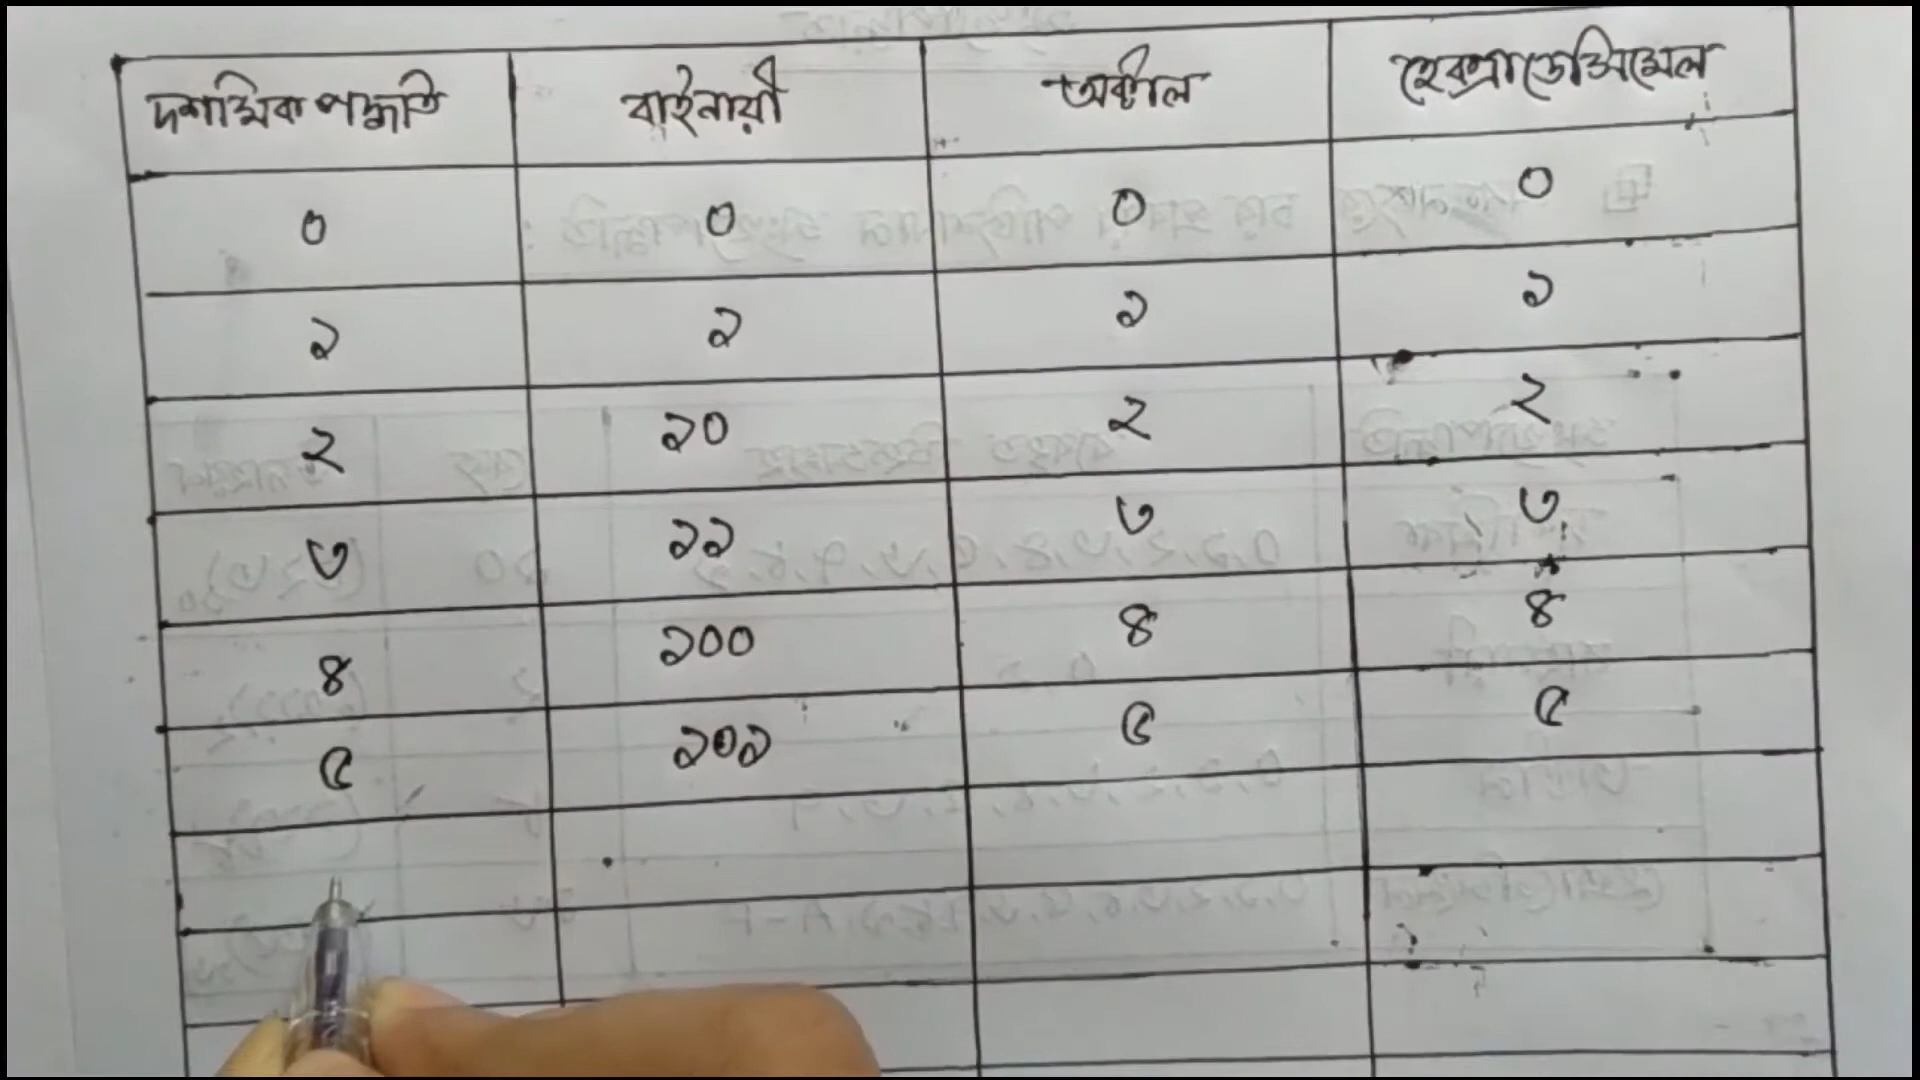 দশমিক পদ্ধতি বাইনারী অক্টাল হেক্সাডেসিমেল
০ ০ ০ ০
১ ১ ১ ১
২ ১০ ২ ২
৩ ১১ ৩ ৩
৪ ১০০ ৪ ৪
৫ ১০১ ৫ ৫